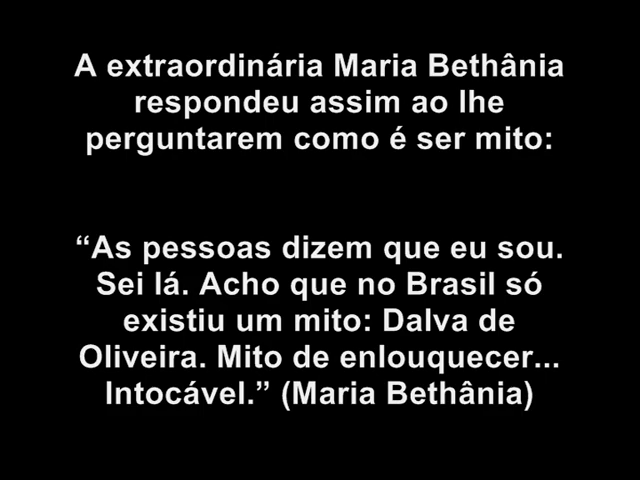 A extraordinária Maria Bethânia
respondeu assim ao lhe
perguntarem como é ser mito:
“As pessoas dizem que eu sou.
Sei lá. Acho que no Brasil só
existiu um mito: Dalva de
Oliveira. Mito de enlouquecer...
Intocável.” (Maria Bethânia)